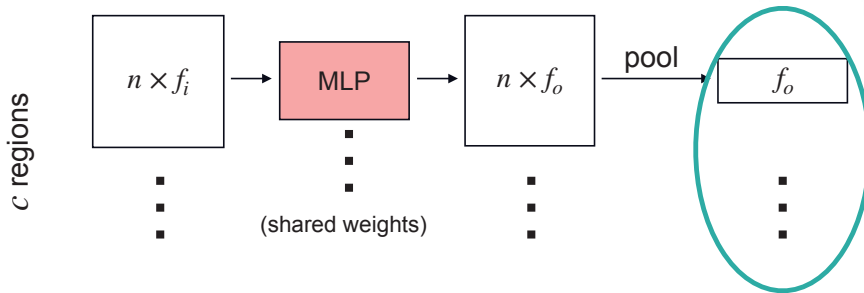 n × f_i
MLP
n × f_o
pool
f_o
c regions
(shared weights)